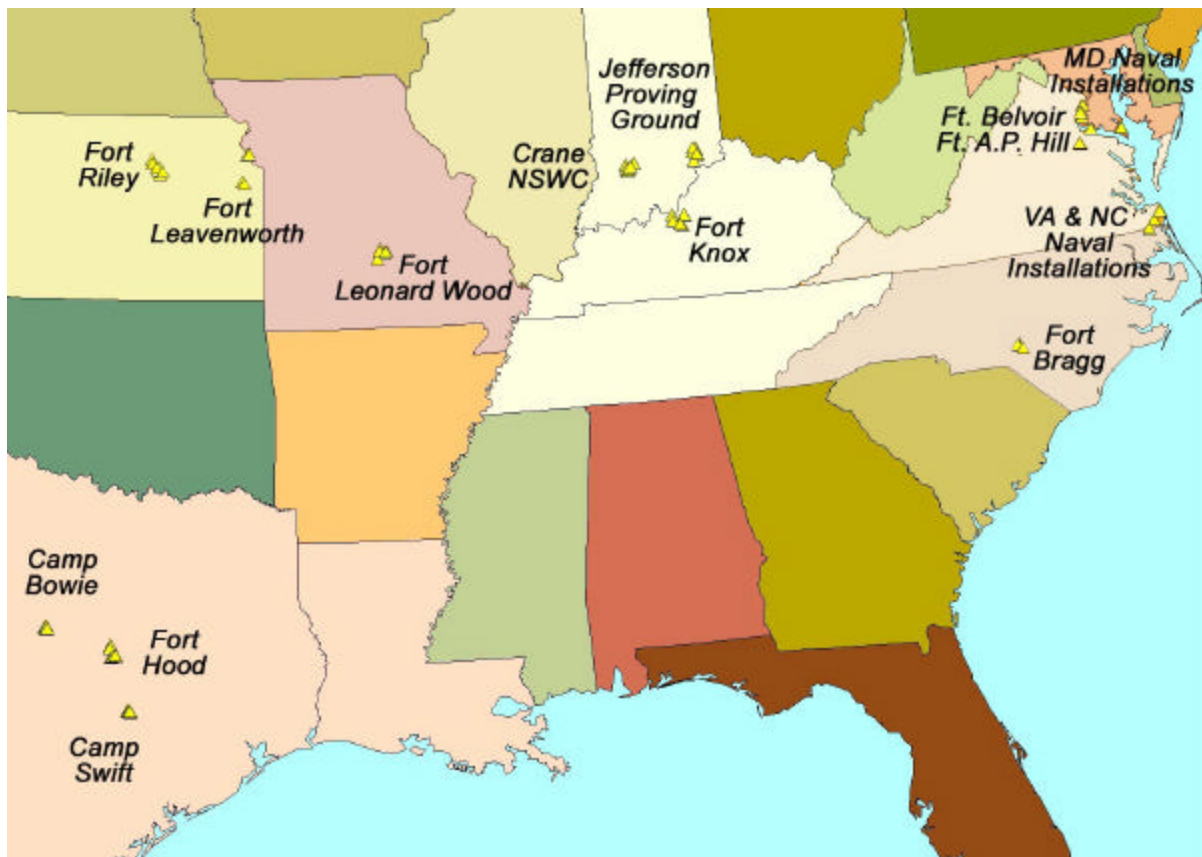 Jefferson
Proving
Ground
MD Naval
Installations
Ft. Belvoir
Ft. A.P. Hill
Fort
Riley
Crane
NSWC
Fort
Leavenworth
Fort
Knox
VA & NC
Naval
Installations
Fort
Leonard Wood
Fort
Bragg
Camp
Bowie
Fort
Hood
Camp
Swift